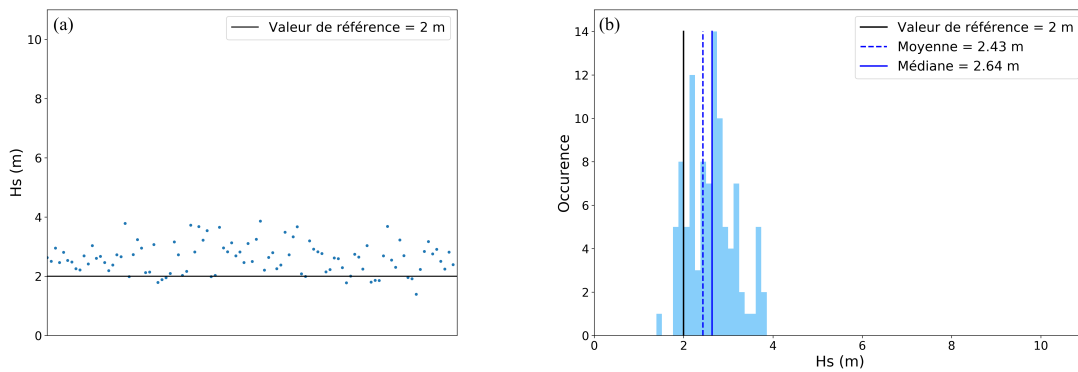 (a)
Valeur de référence = 2 m
10
8
6
4
2
0
Hs (m)
(b)
Valeur de référence = 2 m
Moyenne = 2.43 m
Médiane = 2.64 m
14
12
10
8
6
4
2
0
Occurence
0 2 4 6 8 10
Hs (m)